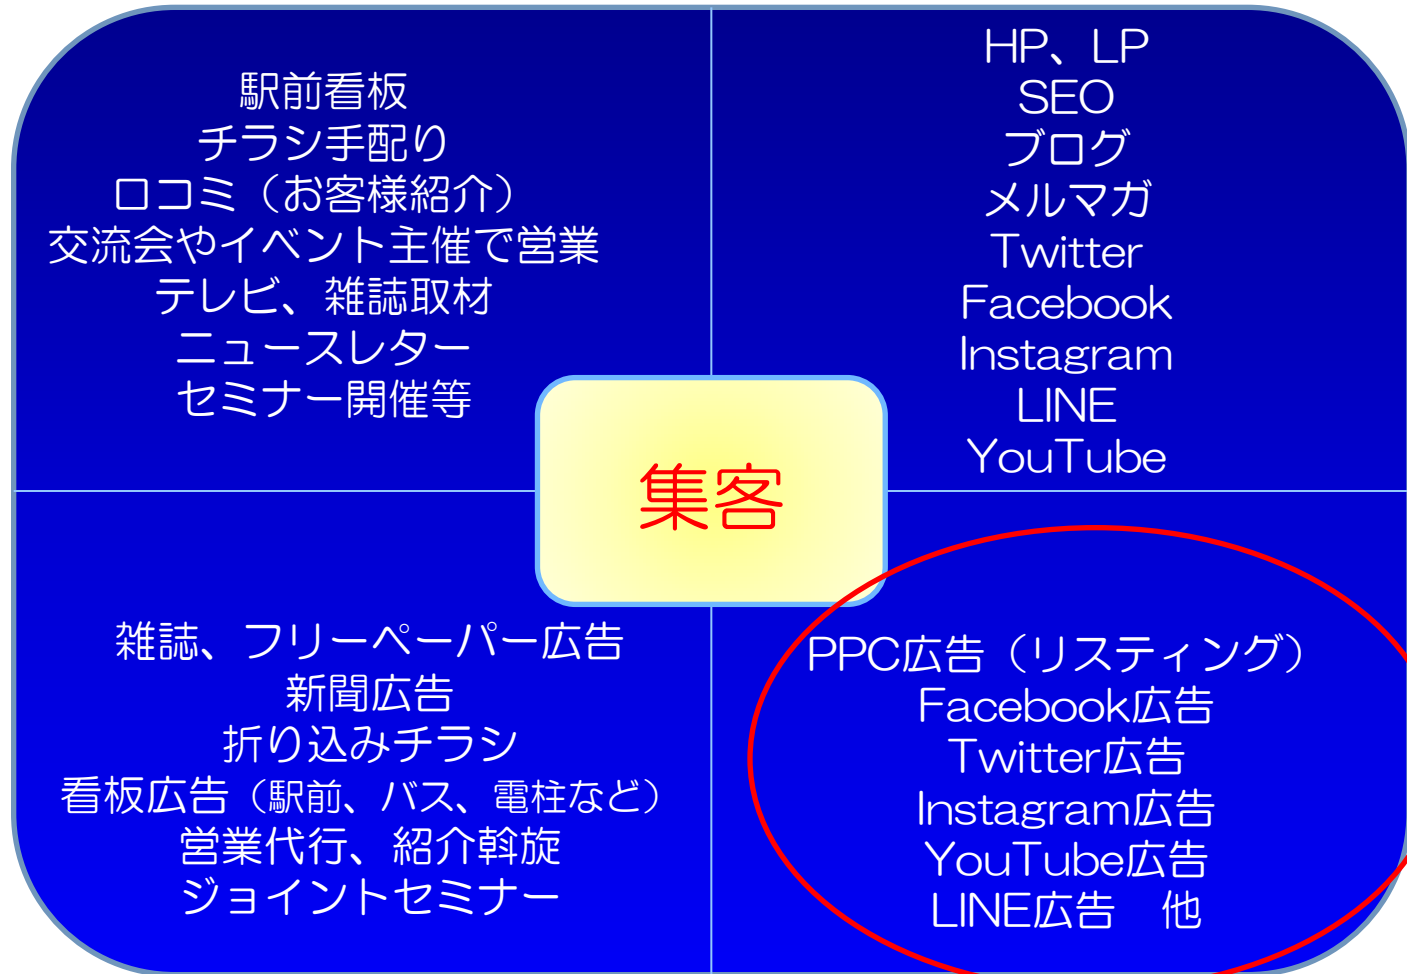 駅前看板
チラシ手配り
口コミ（お客様紹介）
交流会やイベント主催で営業
テレビ、雑誌取材
ニュースレター
セミナー開催等
HP、LP
SEO
ブログ
メルマガ
Twitter
Facebook
Instagram
LINE
YouTube
集客
雑誌、フリーペーパー広告
新聞広告
折り込みチラシ
看板広告（駅前、バス、電柱など）
営業代行、紹介斡旋
ジョイントセミナー
PPC広告（リスティング）
Facebook広告
Twitter広告
Instagram広告
YouTube広告
LINE広告　他